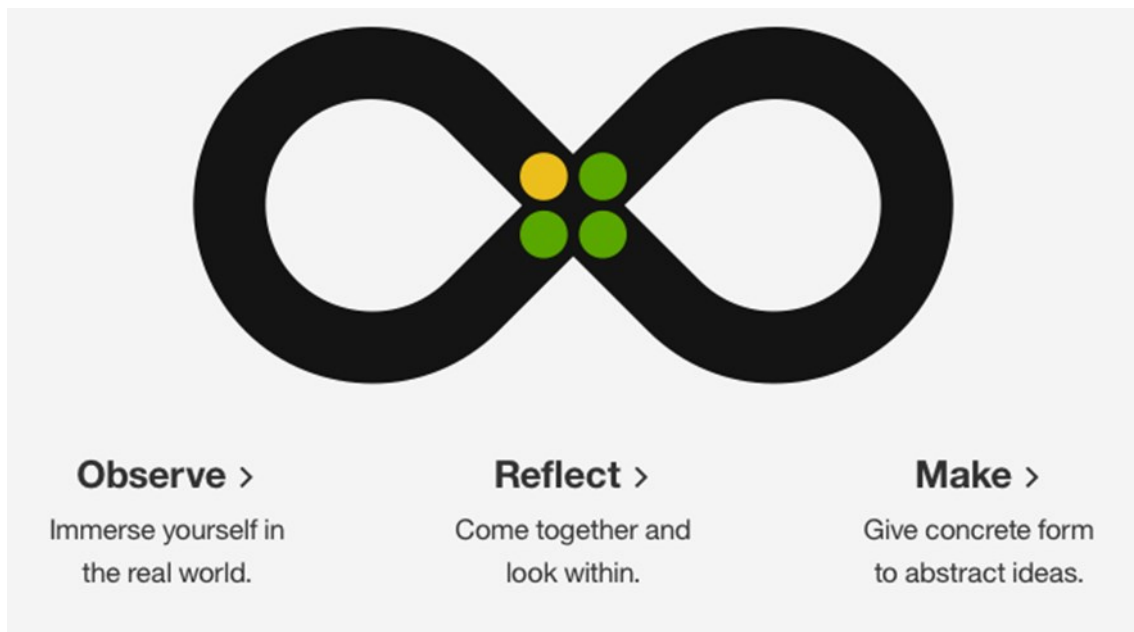 Observe >
Immerse yourself in
the real world.
Reflect >
Come together and
look within.
Make >
Give concrete form
to abstract ideas.